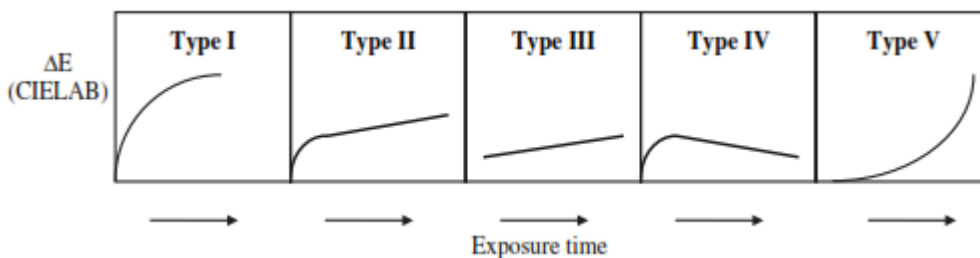 Type I
Type II
Type III
Type IV
Type V
ΔE
(CIELAB)
Exposure time